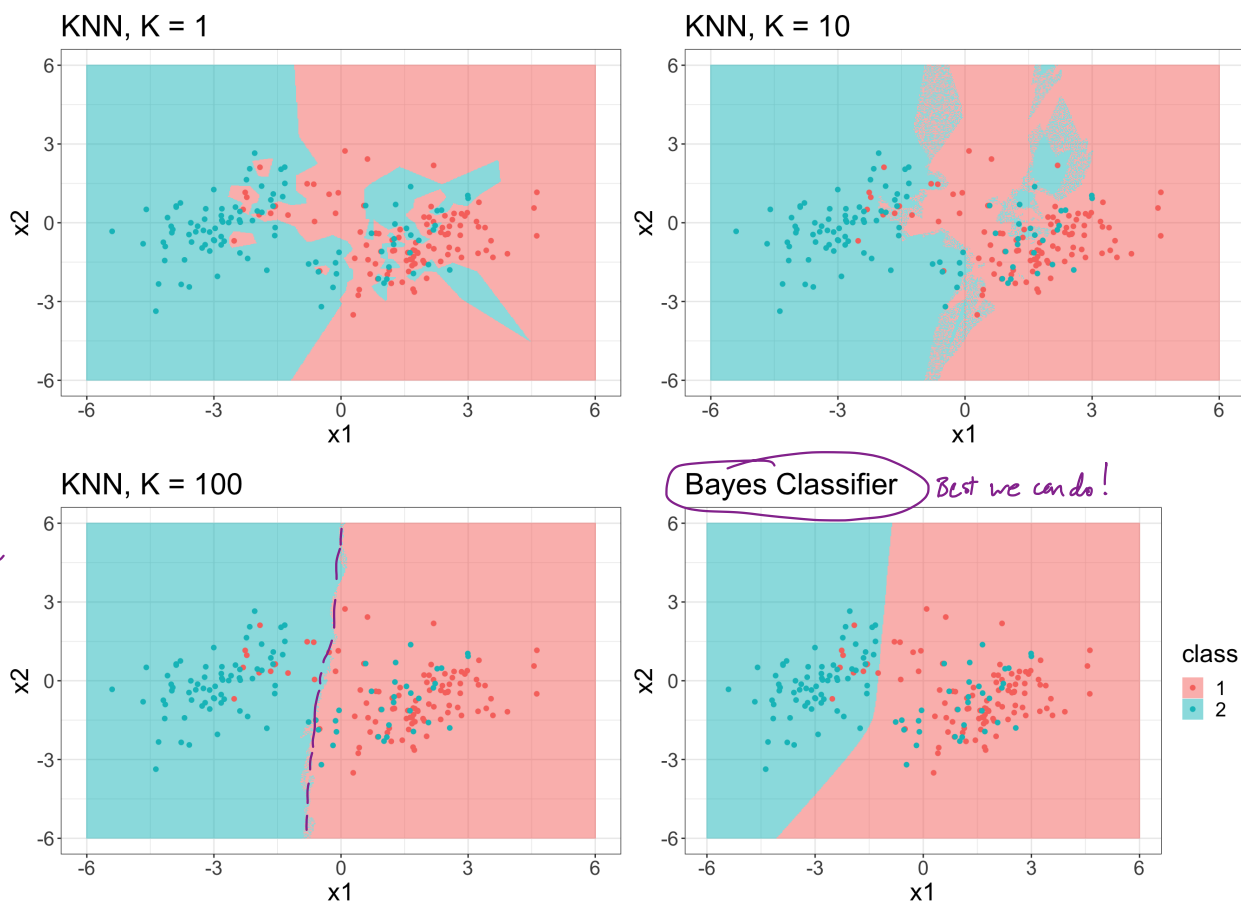 KNN, K = 1
6
3
0
-3
-6
x2
-6 -3 0 3 6
x1
KNN, K = 10
6
3
0
-3
-6
x2
-6 -3 0 3 6
x1
KNN, K = 100
6
3
0
-3
-6
x2
-6 -3 0 3 6
x1
Bayes Classifier Best we can do!
6
3
0
-3
-6
x2
-6 -3 0 3 6
x1
class
1
2